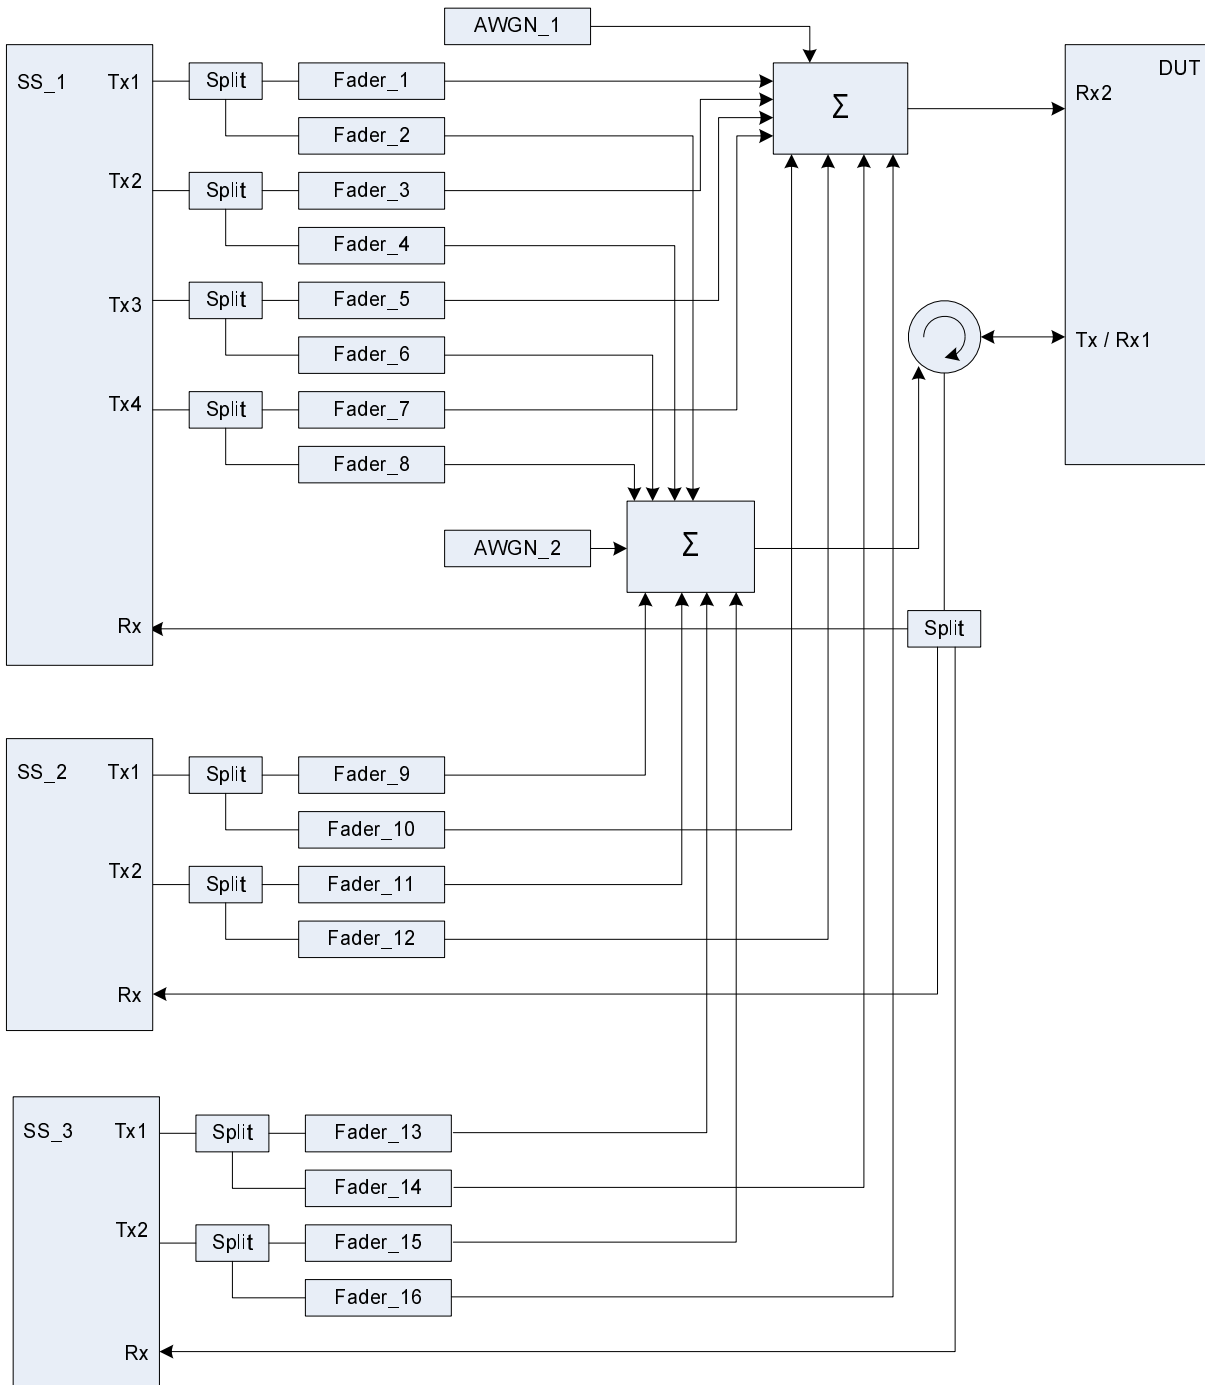 AWGN_1
SS_1
Tx1
Split
Fader_1
Σ
DUT
Rx2
Fader_2
Tx2
Split
Fader_3
Fader_4
Tx3
Split
Fader_5
Tx / Rx1
Fader_6
Tx4
Split
Fader_7
Fader_8
AWGN_2
Σ
Rx
Split
SS_2
Tx1
Split
Fader_9
Fader_10
Tx2
Split
Fader_11
Fader_12
Rx
SS_3
Tx1
Split
Fader_13
Fader_14
Tx2
Split
Fader_15
Fader_16
Rx